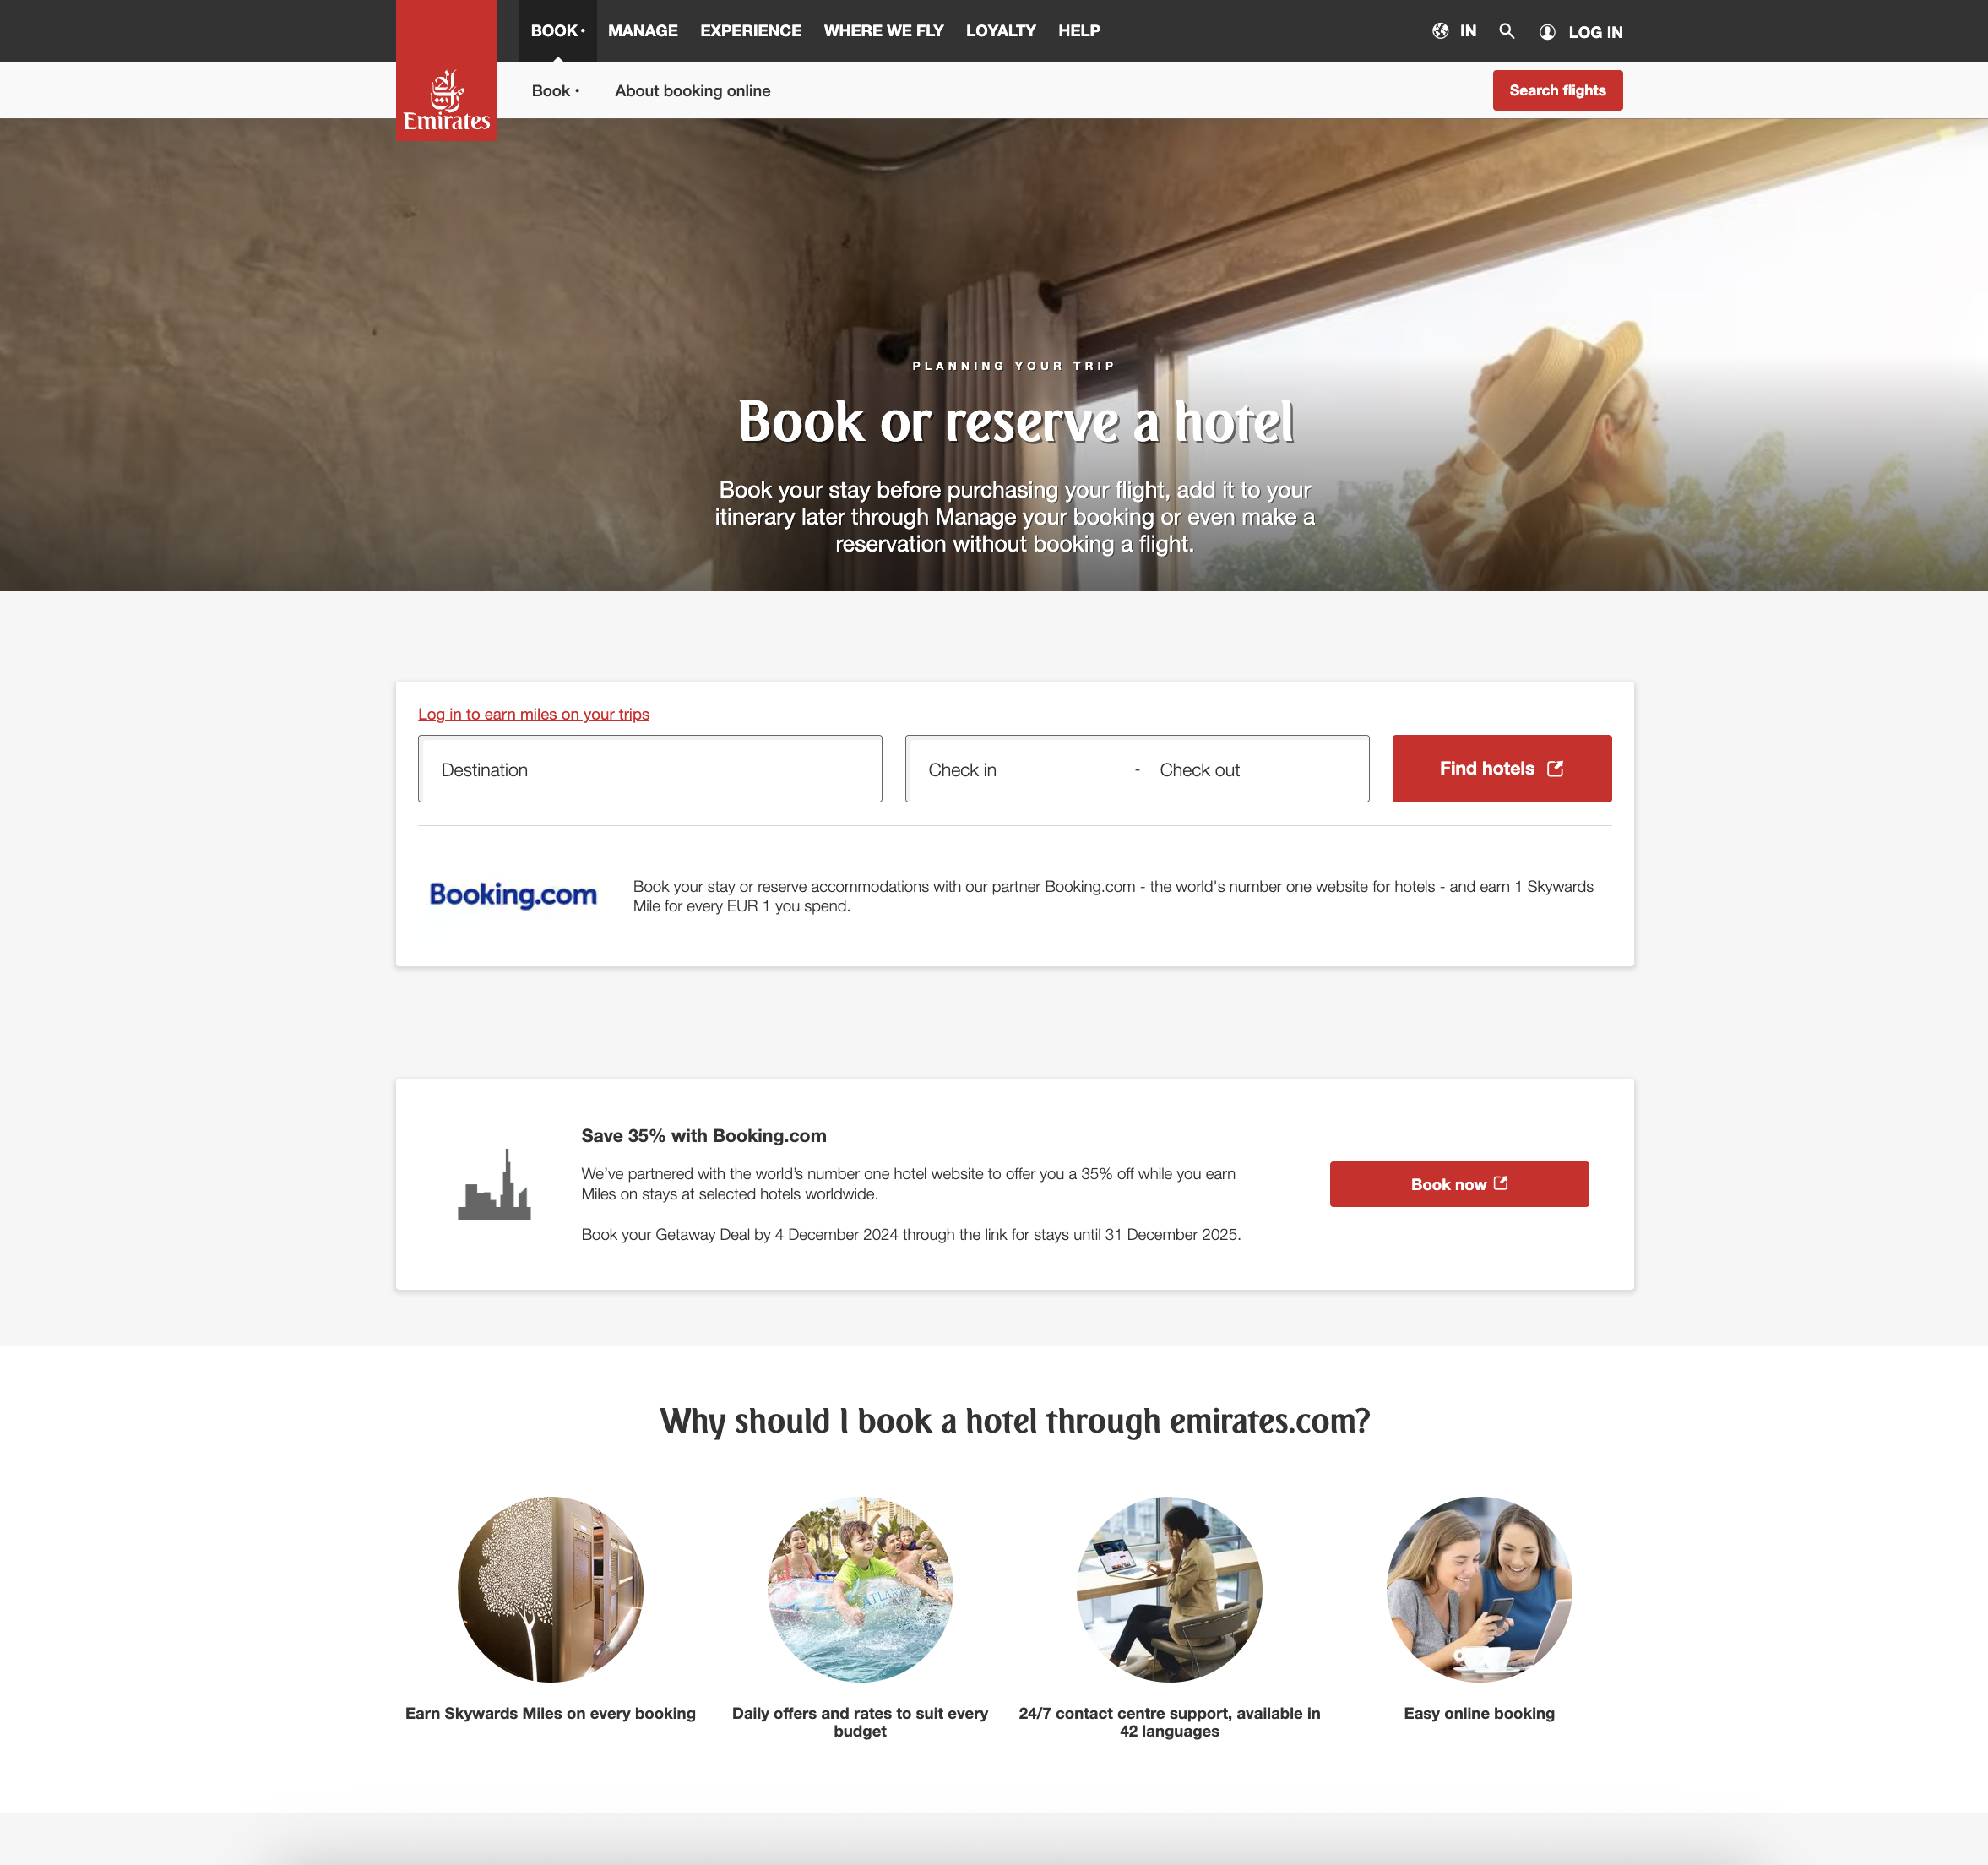 BOOK • MANAGE EXPERIENCE WHERE WE FLY LOYALTY HELP IN LOG IN
Emirates
Book • About booking online Search flights
PLANNING YOUR TRIP
Book or reserve a hotel
Book your stay before purchasing your flight, add it to your
itinerary later through Manage your booking or even make a
reservation without booking a flight.
Log in to earn miles on your trips
Destination Check in - Check out Find hotels
Booking.com
Book your stay or reserve accommodations with our partner Booking.com - the world's number one website for hotels - and earn 1 Skywards
Mile for every EUR 1 you spend.
Save 35% with Booking.com
We’ve partnered with the world’s number one hotel website to offer you a 35% off while you earn
Miles on stays at selected hotels worldwide.
Book your Getaway Deal by 4 December 2024 through the link for stays until 31 December 2025.
Book now
Why should I book a hotel through emirates.com?
ATLANTIS
Earn Skywards Miles on every booking
Daily offers and rates to suit every
budget
24/7 contact centre support, available in
42 languages
Easy online booking